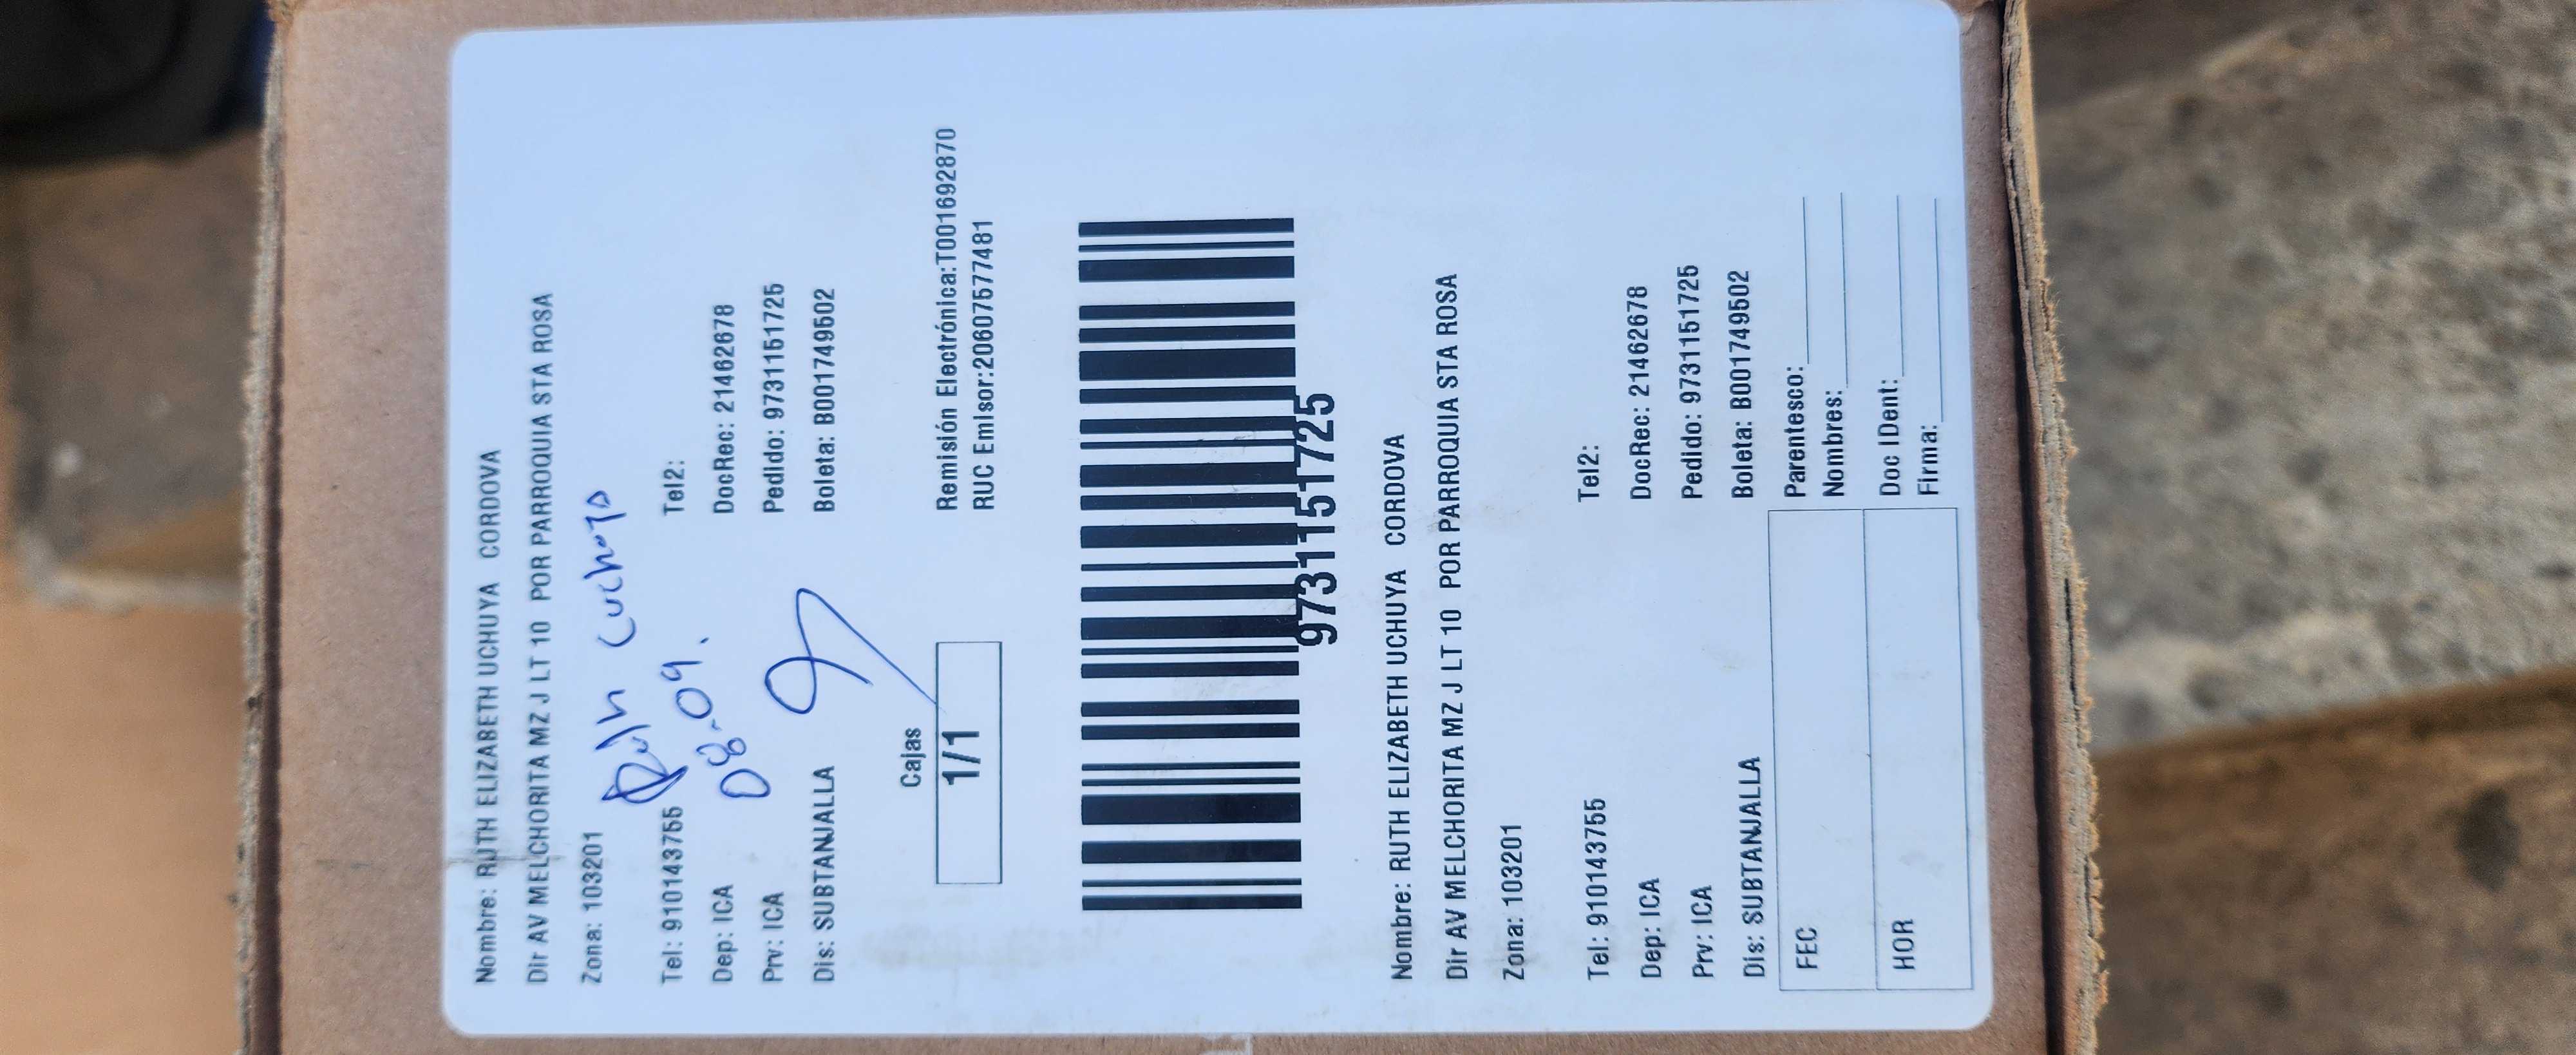 Nombre: RUTH ELIZABETH UCHUYA CORDOVA
Dir AV MELCHORITA MZ J LT 10 POR PARROQUIA STA ROSA
Zona: 103201
Tel: 910143755 Tel2:
Dep: ICA DocRec: 21462678
08-09.
Prv: ICA Pedido: 9731151725
Dis: SUBTANJALLA Boleta: B001749502
Cajas
1/1
Remisión Electrónica:T001692870
RUC Emisor:20607577481
9731151725
Nombre: RUTH ELIZABETH UCHUYA CORDOVA
Dir AV MELCHORITA MZ J LT 10 POR PARROQUIA STA ROSA
Zona: 103201
Tel: 910143755 Tel2:
Dep: ICA DocRec: 21462678
Prv: ICA Pedido: 9731151725
Dis: SUBTANJALLA Boleta: B001749502
FEC Parentesco:
Nombres:
HOR Doc IDent:
Firma: